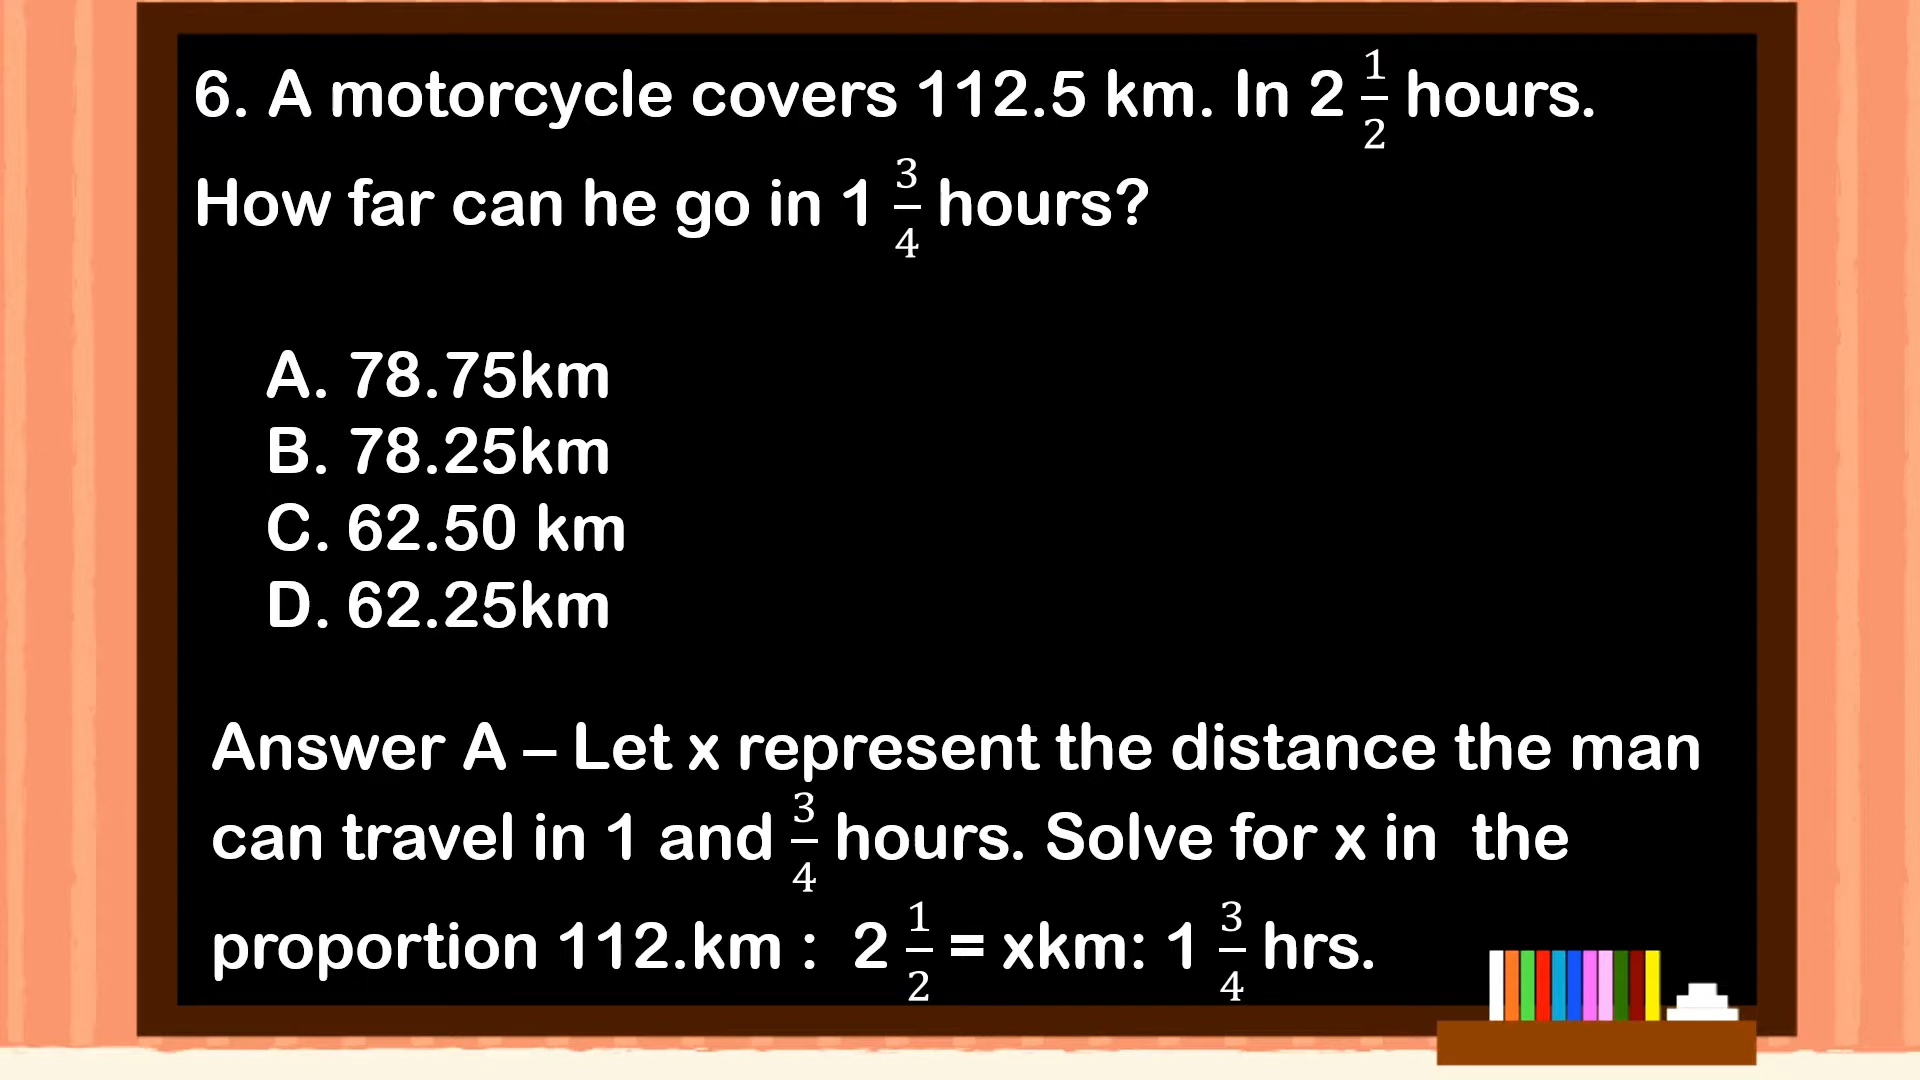 6. A motorcycle covers 112.5 km. In 2 1/2 hours.
How far can he go in 1 3/4 hours?
A. 78.75km
B. 78.25km
C. 62.50 km
D. 62.25km
Answer A – Let x represent the distance the man
can travel in 1 and 3/4 hours. Solve for x in the
proportion 112.km : 2 1/2 = xkm: 1 3/4 hrs.